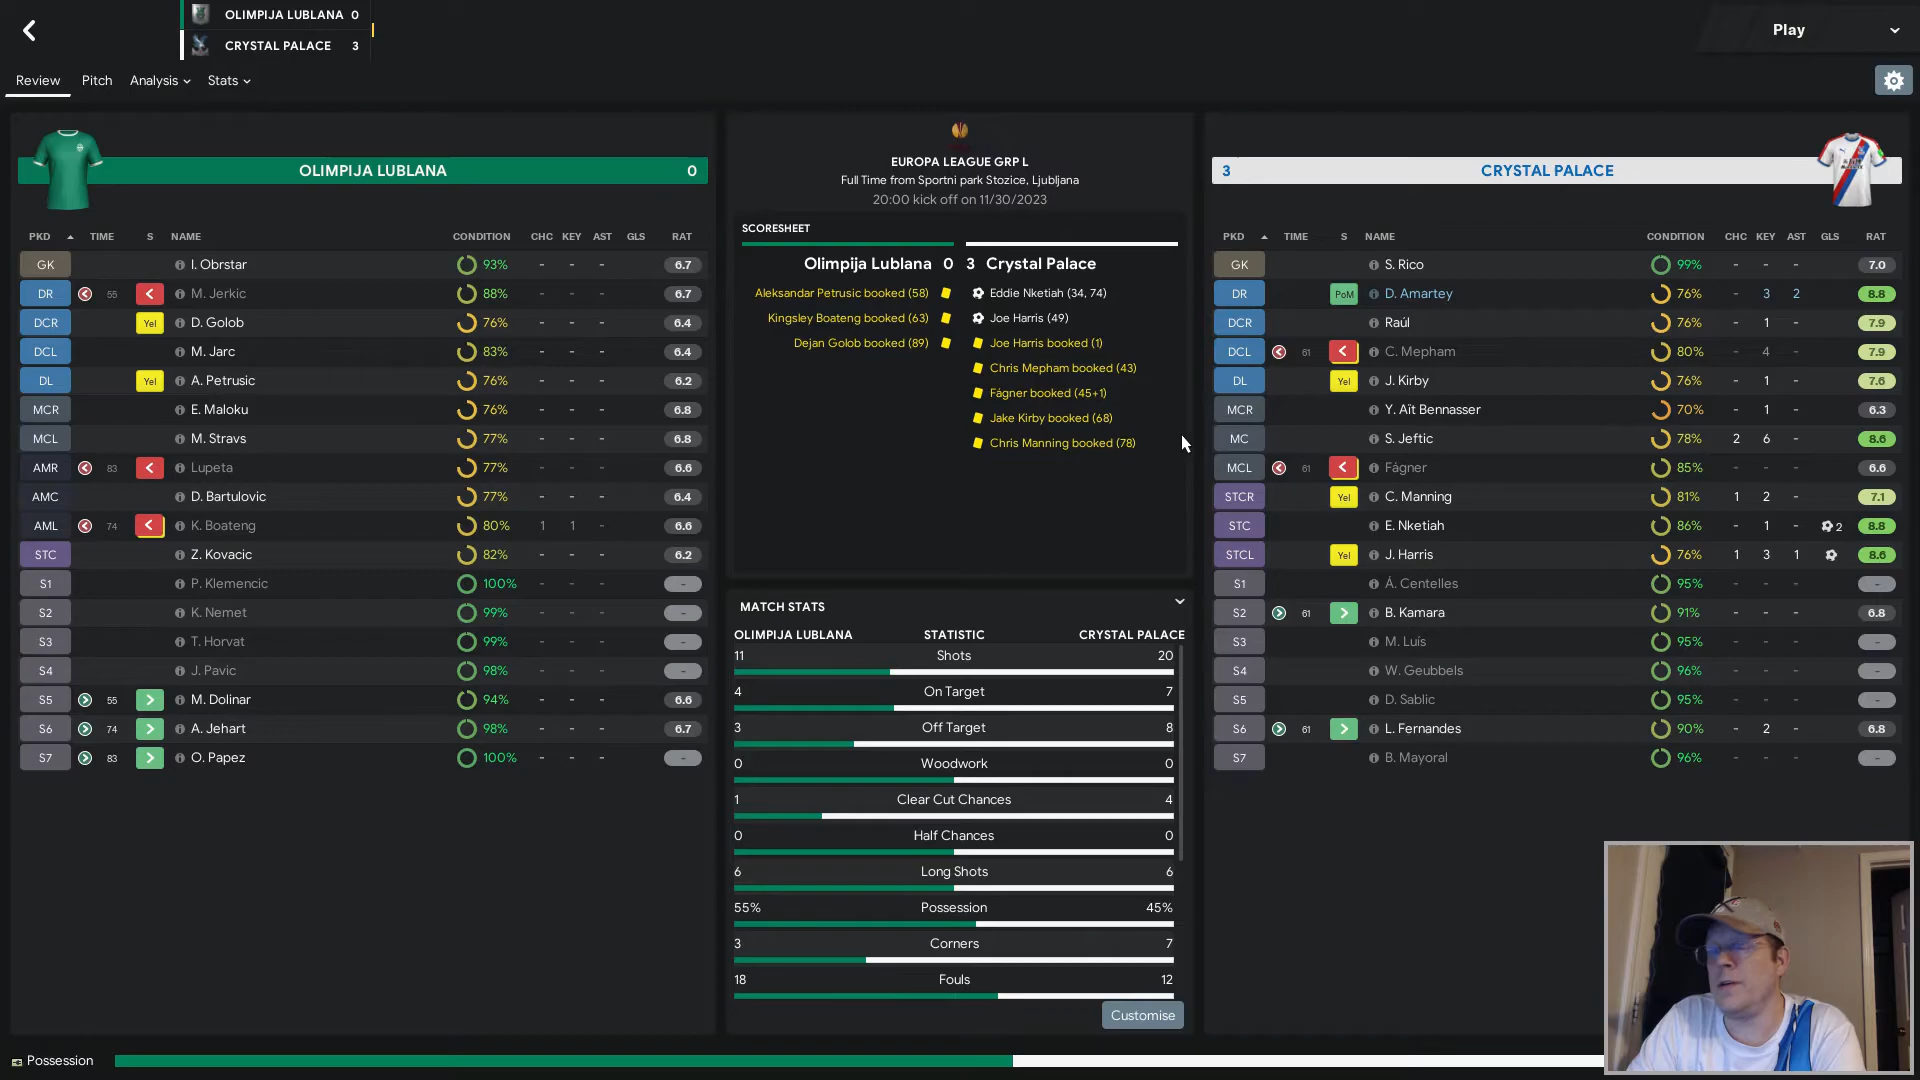 OLIMPIJA LUBLANA 0
CRYSTAL PALACE 3
Play
Review Pitch Analysis Stats
OLIMPIJA LUBLANA 0
PKD TIME S NAME CONDITION CHC KEY AST GLS RAT
GK I. Obrstar 93% - - - 6.7
DR 55 M. Jerkic 88% - - - 6.7
DCR Yel D. Golob 76% - - - 6.4
DCL M. Jarc 83% - - - 6.4
DL Yel A. Petrusic 76% - - - 6.2
MCR E. Maloku 76% - - - 6.8
MCL M. Stravs 77% - - - 6.8
AMR 83 Lupeta 77% - - - 6.6
AMC D. Bartulovic 77% - - - 6.4
AML 74 K. Boateng 80% 1 1 - 6.6
STC Z. Kovacic 82% - - - 6.2
S1 P. Klemencic 100% - - - -
S2 K. Nemet 99% - - - -
S3 T. Horvat 99% - - - -
S4 J. Pavic 98% - - - -
S5 55 M. Dolinar 94% - - - 6.6
S6 74 A. Jehart 98% - - - 6.7
S7 83 O. Papez 100% - - - -
EUROPA LEAGUE GRP L
Full Time from Sportni park Stozice, Ljubljana
20:00 kick off on 11/30/2023
SCORESHEET
Olimpija Lublana 0 3 Crystal Palace
Aleksandar Petrusic booked (58)
Kingsley Boateng booked (63)
Dejan Golob booked (89)
Eddie Nketiah (34, 74)
Joe Harris (49)
Joe Harris booked (1)
Chris Mepham booked (43)
Fágner booked (45+1)
Jake Kirby booked (68)
Chris Manning booked (78)
MATCH STATS
OLIMPIJA LUBLANA STATISTIC CRYSTAL PALACE
11 Shots 20
4 On Target 7
3 Off Target 8
0 Woodwork 0
1 Clear Cut Chances 4
0 Half Chances 0
6 Long Shots 6
55% Possession 45%
3 Corners 7
18 Fouls 12
Customise
3 CRYSTAL PALACE
PKD TIME S NAME CONDITION CHC KEY AST GLS RAT
GK S. Rico 99% - - - 7.0
DR PoM D. Amartey 76% - 3 2 8.8
DCR Raúl 76% - 1 - 7.9
DCL 61 C. Mepham 80% - 4 - 7.9
DL Yel J. Kirby 76% - 1 - 7.6
MCR Y. Aït Bennasser 70% - 1 - 6.3
MC S. Jeftic 78% 2 6 - 8.6
MCL 61 Fágner 85% - - - 6.6
STCR Yel C. Manning 81% 1 2 - 7.1
STC E. Nketiah 86% - 1 - 2 8.8
STCL Yel J. Harris 76% 1 3 1 8.6
S1 Á. Centelles 95% - - - -
S2 61 B. Kamara 91% - - - 6.8
S3 M. Luís 95% - - - -
S4 W. Geubbels 96% - - - -
S5 D. Sablic 95% - - - -
S6 61 L. Fernandes 90% - 2 - 6.8
S7 B. Mayoral 96% - - - -
Possession